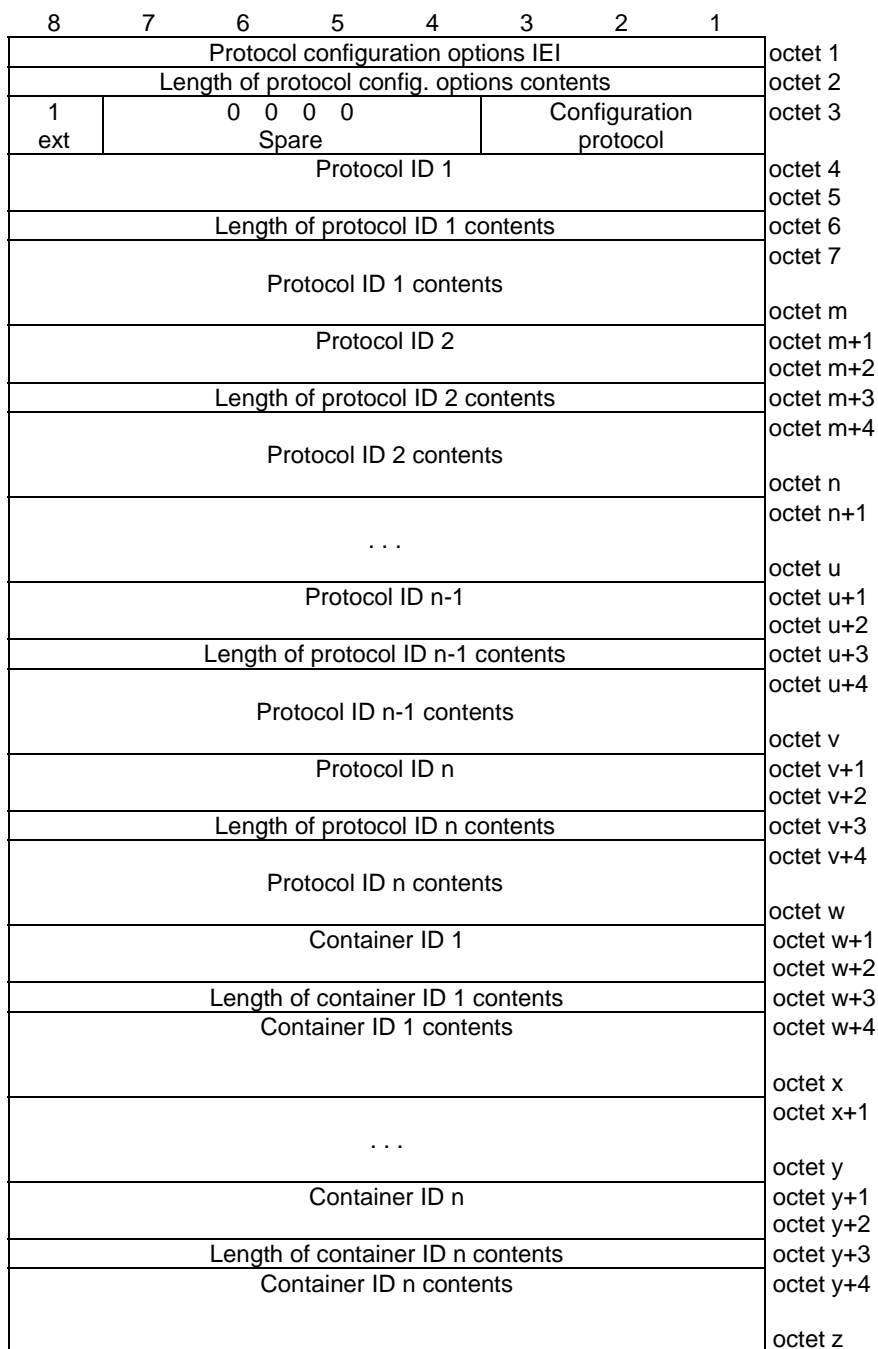 8 7 6 5 4 3 2 1
Protocol configuration options IEI octet 1
Length of protocol config. options contents octet 2
1 0 0 0 0 Configuration octet 3
ext Spare protocol
Protocol ID 1 octet 4
octet 5
Length of protocol ID 1 contents octet 6
octet 7
Protocol ID 1 contents
octet m
Protocol ID 2 octet m+1
octet m+2
Length of protocol ID 2 contents octet m+3
octet m+4
Protocol ID 2 contents
octet n
octet n+1
. . .
octet u
Protocol ID n-1 octet u+1
octet u+2
Length of protocol ID n-1 contents octet u+3
octet u+4
Protocol ID n-1 contents
octet v
Protocol ID n octet v+1
octet v+2
Length of protocol ID n contents octet v+3
octet v+4
Protocol ID n contents
octet w
Container ID 1 octet w+1
octet w+2
Length of container ID 1 contents octet w+3
Container ID 1 contents octet w+4
octet x
octet x+1
. . .
octet y
Container ID n octet y+1
octet y+2
Length of container ID n contents octet y+3
Container ID n contents octet y+4
octet z